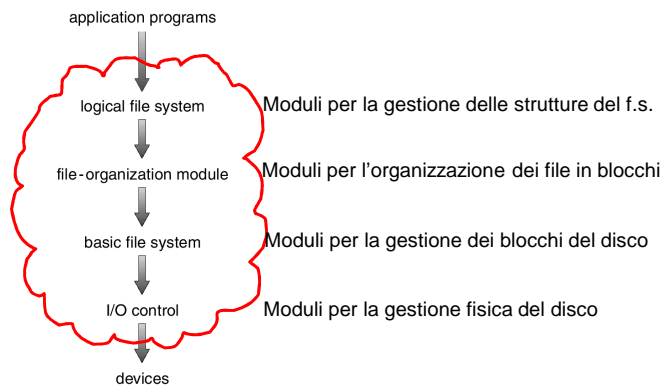 application programs
logical file system
Moduli per la gestione delle strutture del f.s.
file-organization module
Moduli per l'organizzazione dei file in blocchi
basic file system
Moduli per la gestione dei blocchi del disco
I/O control
Moduli per la gestione fisica del disco
devices